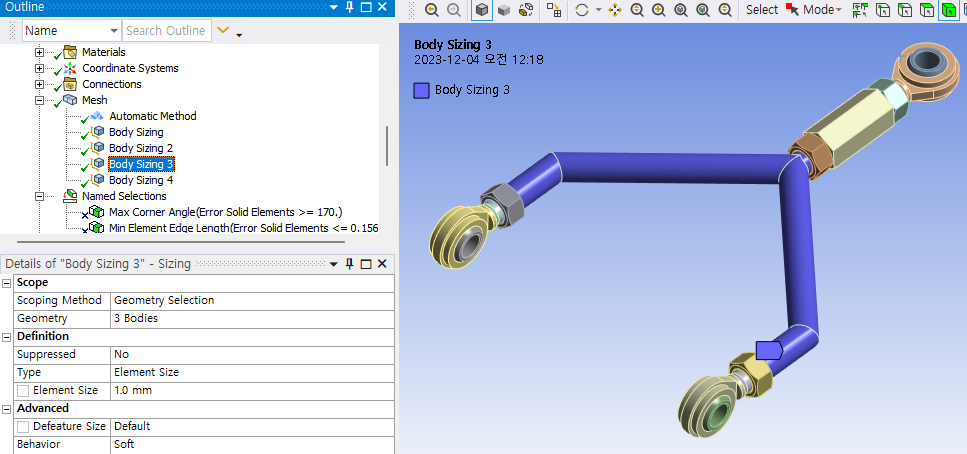 Outline
Name
Search Outline
Materials
Coordinate Systems
Connections
Mesh
Automatic Method
Body Sizing
Body Sizing 2
Body Sizing 3
Body Sizing 4
Named Selections
Max Corner Angle(Error Solid Elements >= 170.)
Min Element Edge Length(Error Solid Elements <= 0.156
Details of "Body Sizing 3" - Sizing
Scope
Scoping Method Geometry Selection
Geometry 3 Bodies
Definition
Suppressed No
Type Element Size
Element Size 1.0 mm
Advanced
Defeature Size Default
Behavior Soft
Select Mode
Body Sizing 3
2023-12-04 오전 12:18
Body Sizing 3